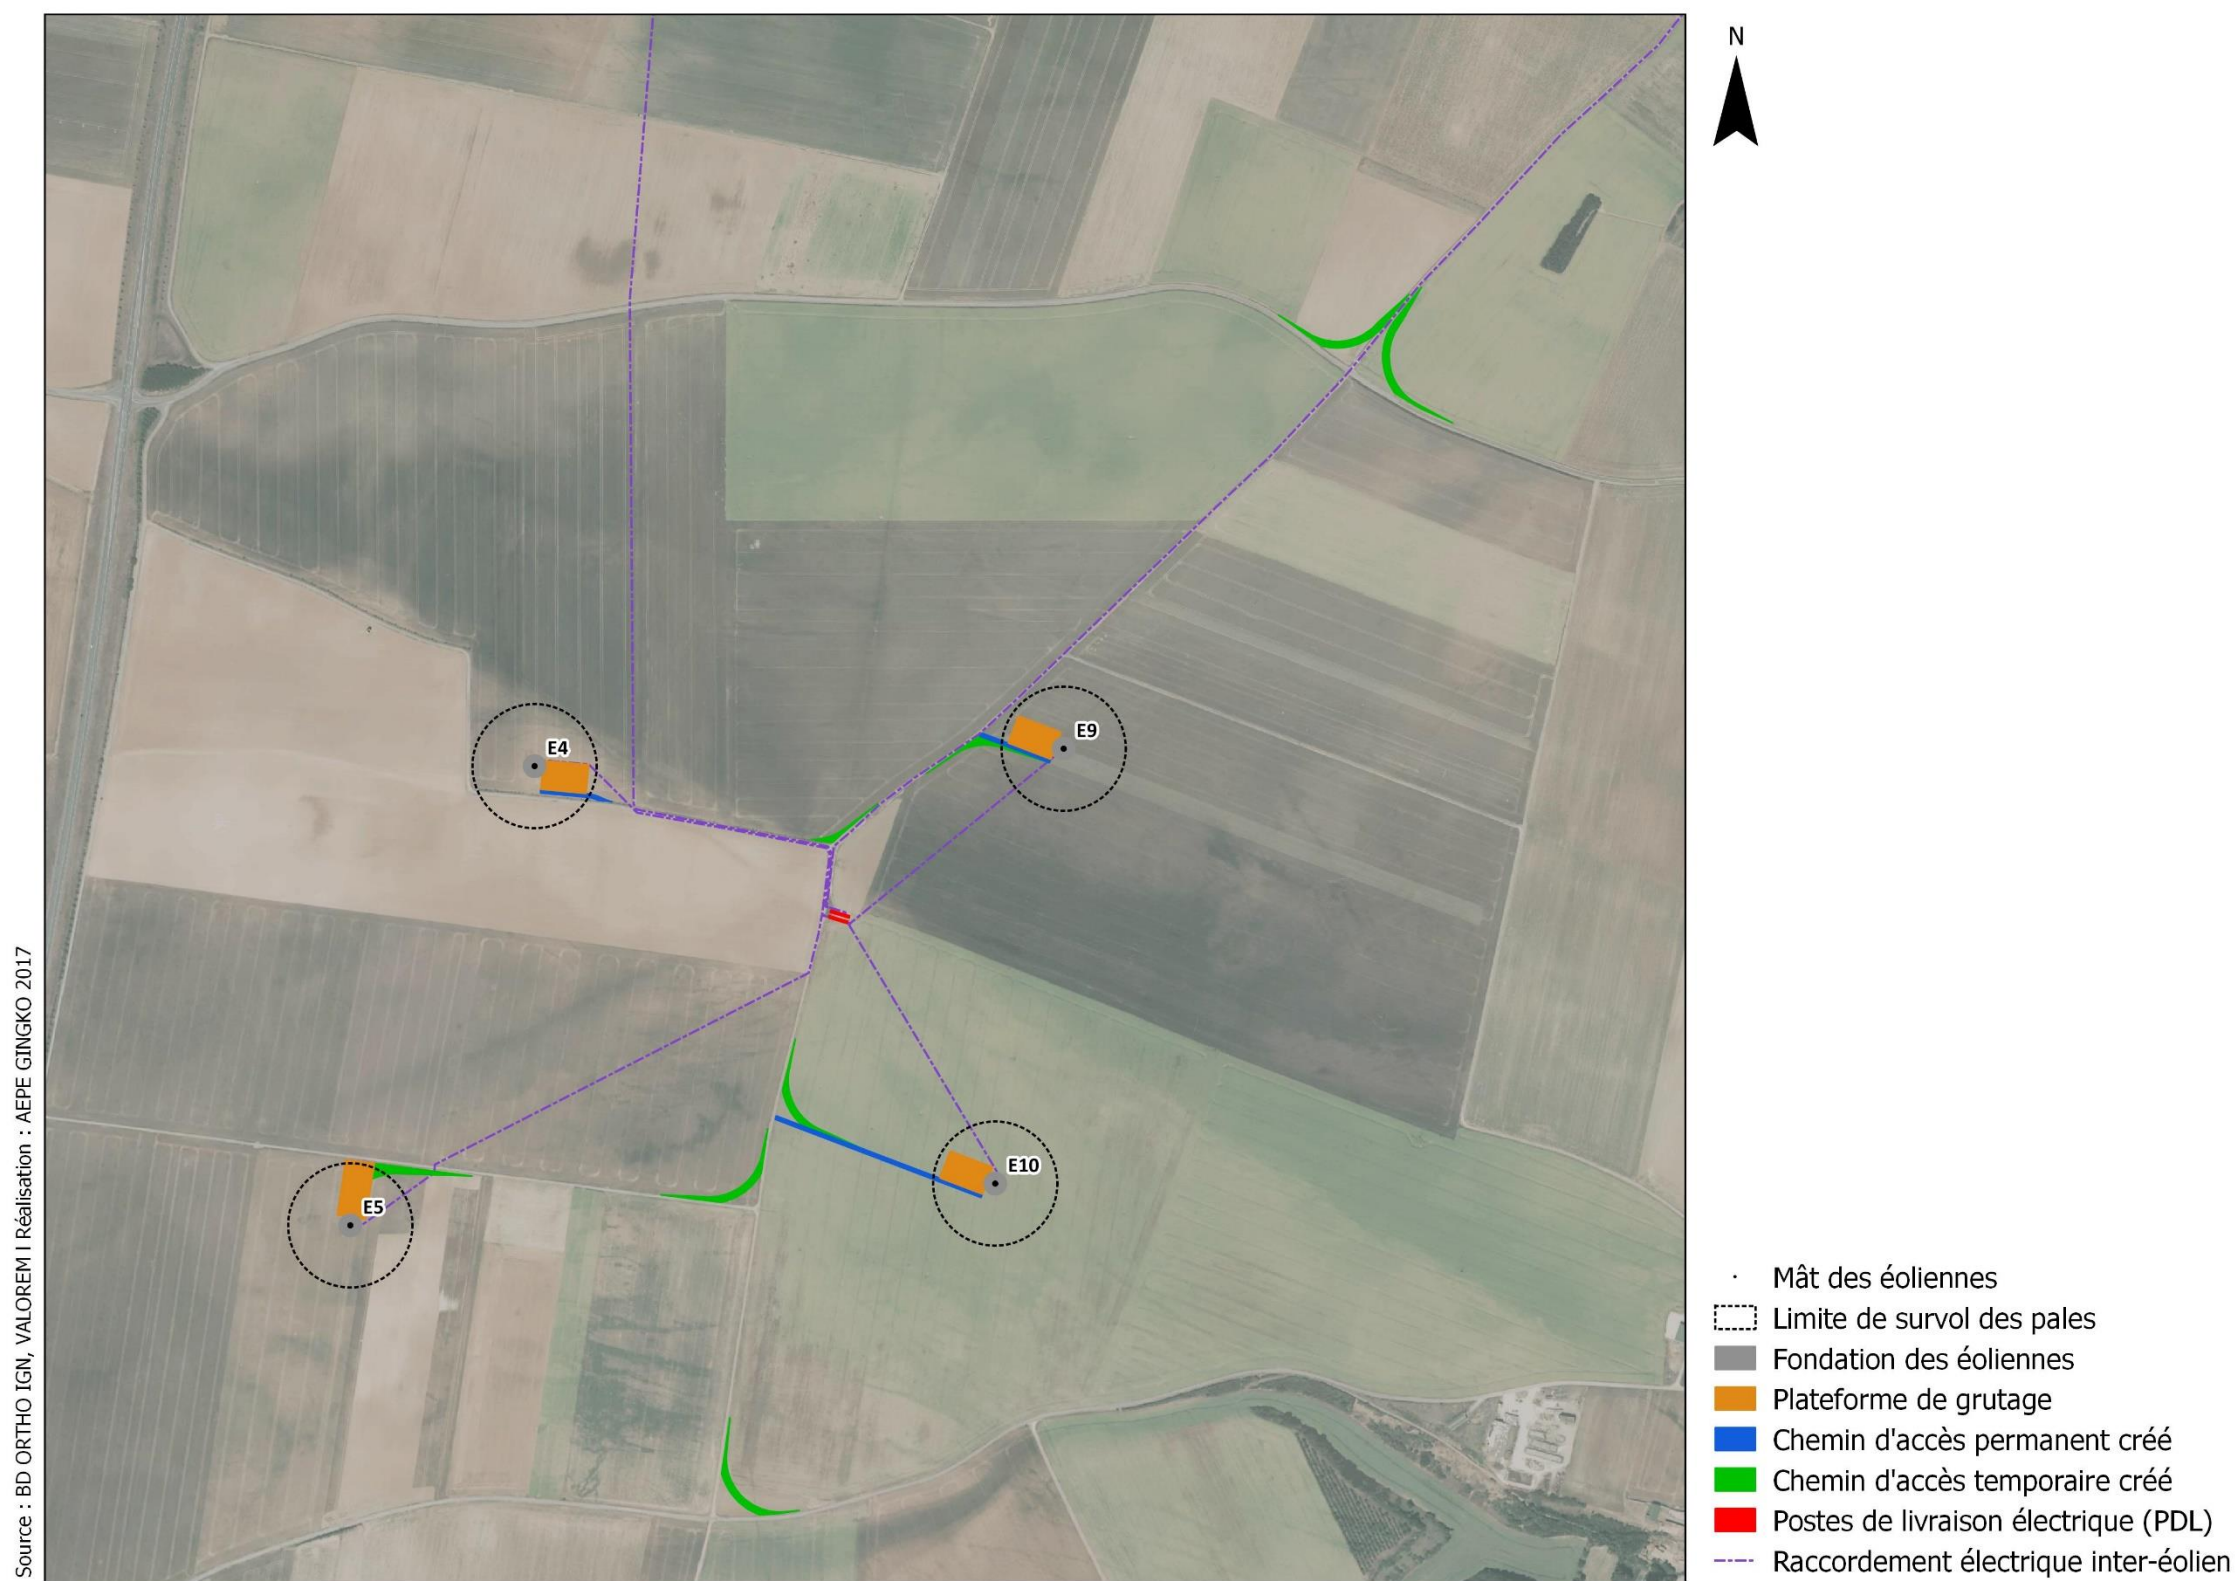 N
E4
E9
E10
E5
Source : BD ORTHO IGN, VALOREM I Réalisation : AEPE GINGKO 2017
Mât des éoliennes
Limite de survol des pales
Fondation des éoliennes
Plateforme de grutage
Chemin d'accès permanent créé
Chemin d'accès temporaire créé
Postes de livraison électrique (PDL)
Raccordement électrique inter-éolien